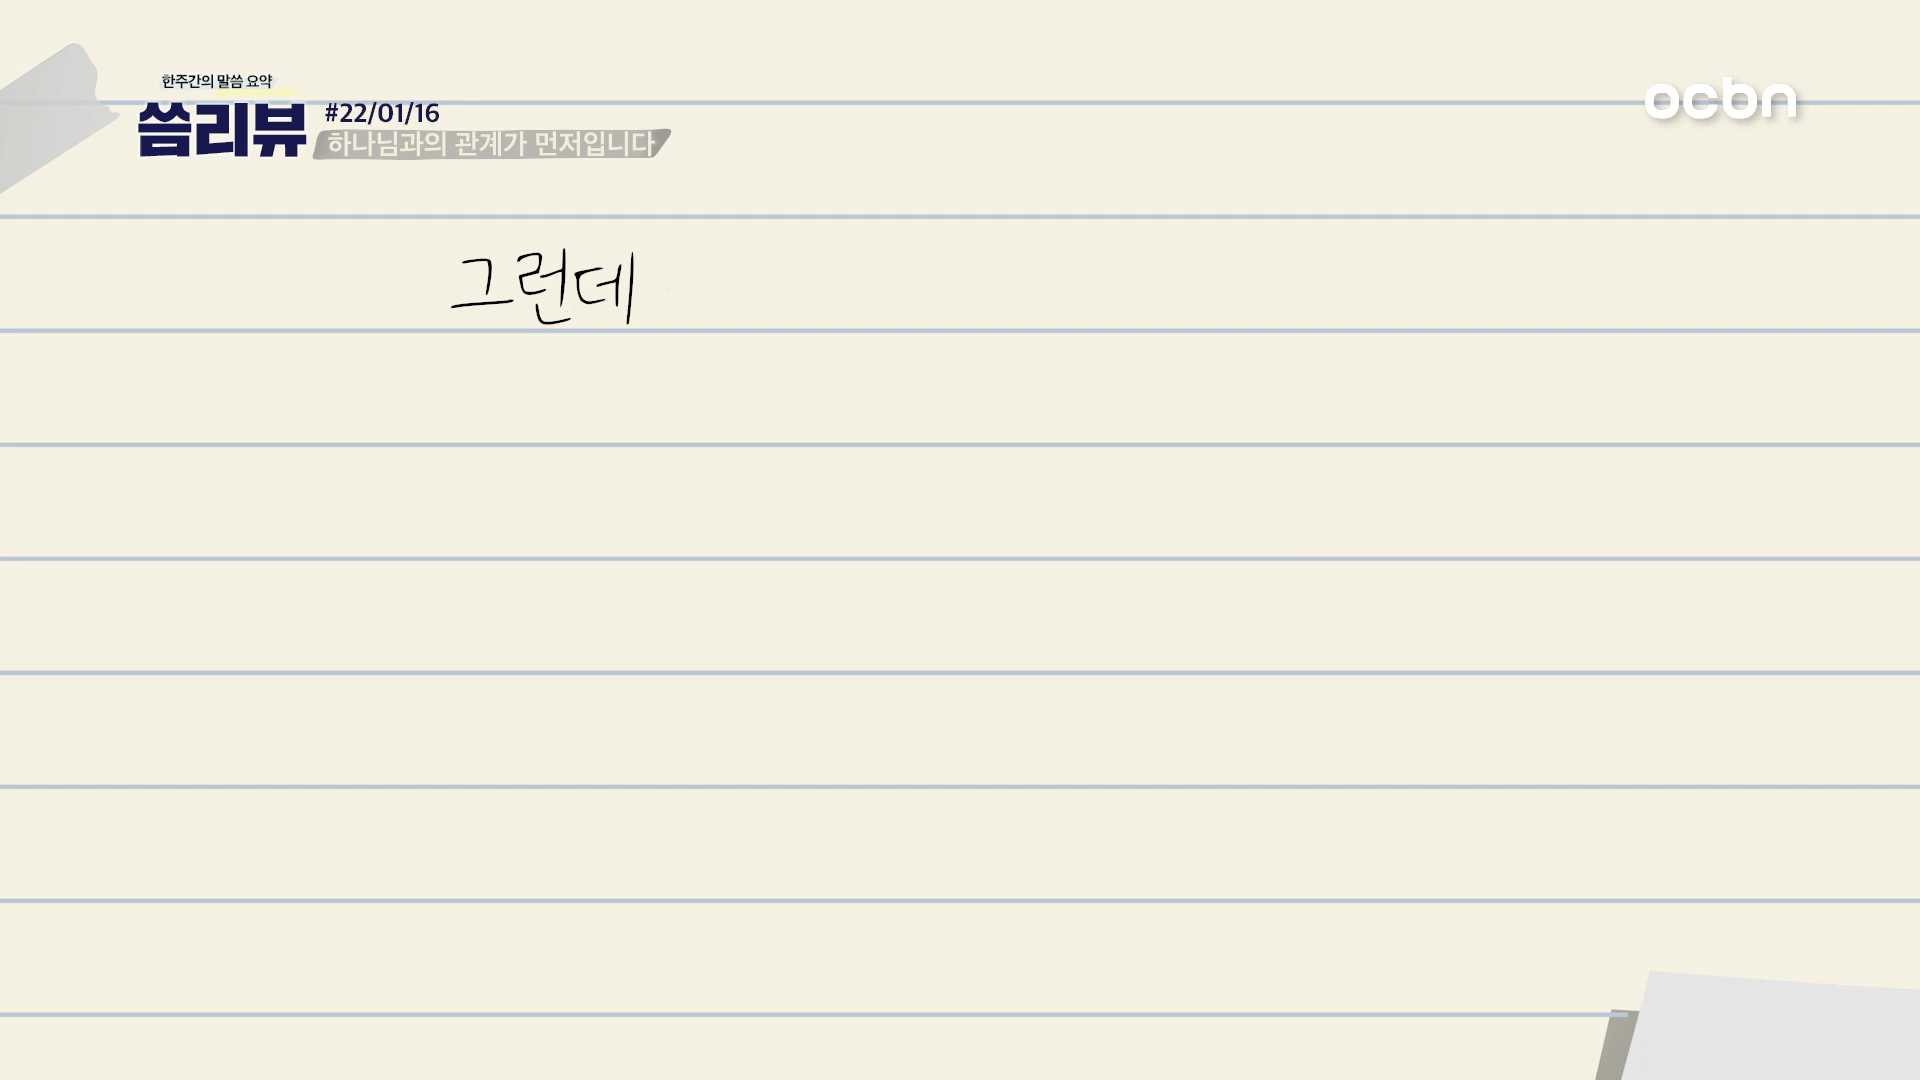 한주간의 말씀 요약
씀리뷰
#22/01/16
하나님과의 관계가 먼저입니다
ocbn
그런데